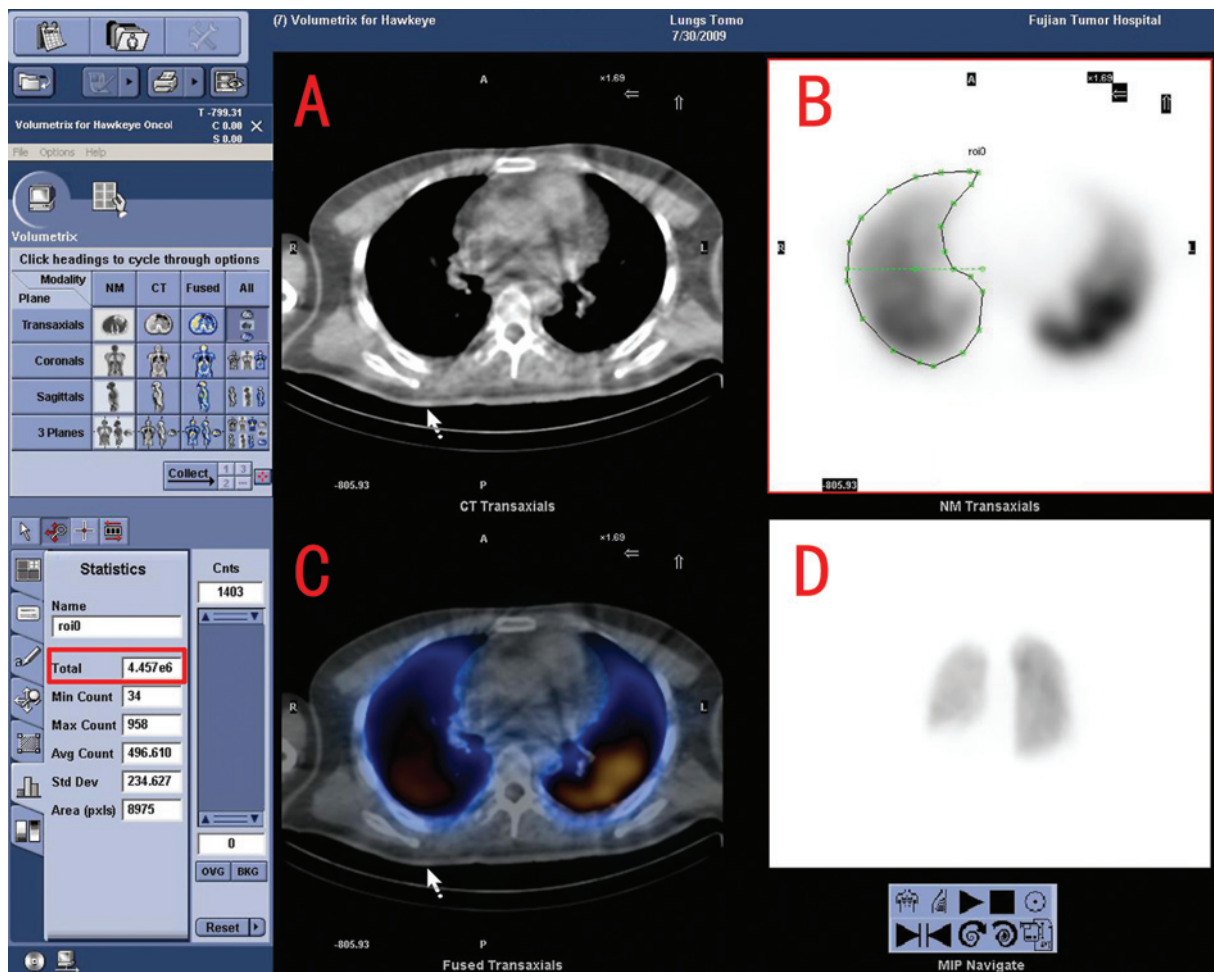 (7) Volumetrix for Hawkeye
Lungs Tomo
7/30/2009
Fujian Tumor Hospital
T -799.31
Volumetrix for Hawkeye Oncol
C 0.00
S 0.00
File Options Help
Volumetrix
Click headings to cycle through options
Modality
Plane
NM CT Fused All
Transaxials
Coronals
Sagittals
3 Planes
Collect 1 3
2
Statistics
Name
roi0
Total 4.457e6
Min Count 34
Max Count 958
Avg Count 496.610
Std Dev 234.627
Area (pxls) 8975
Cnts
1403
0
OVG BKG
Reset
A
A
×1.69
R
L
-805.93
P
CT Transaxials
B
A
×1.69
roi0
R
L
-805.93
NM Transaxials
C
A
×1.69
R
L
-805.93
P
Fused Transaxials
D
MIP Navigate